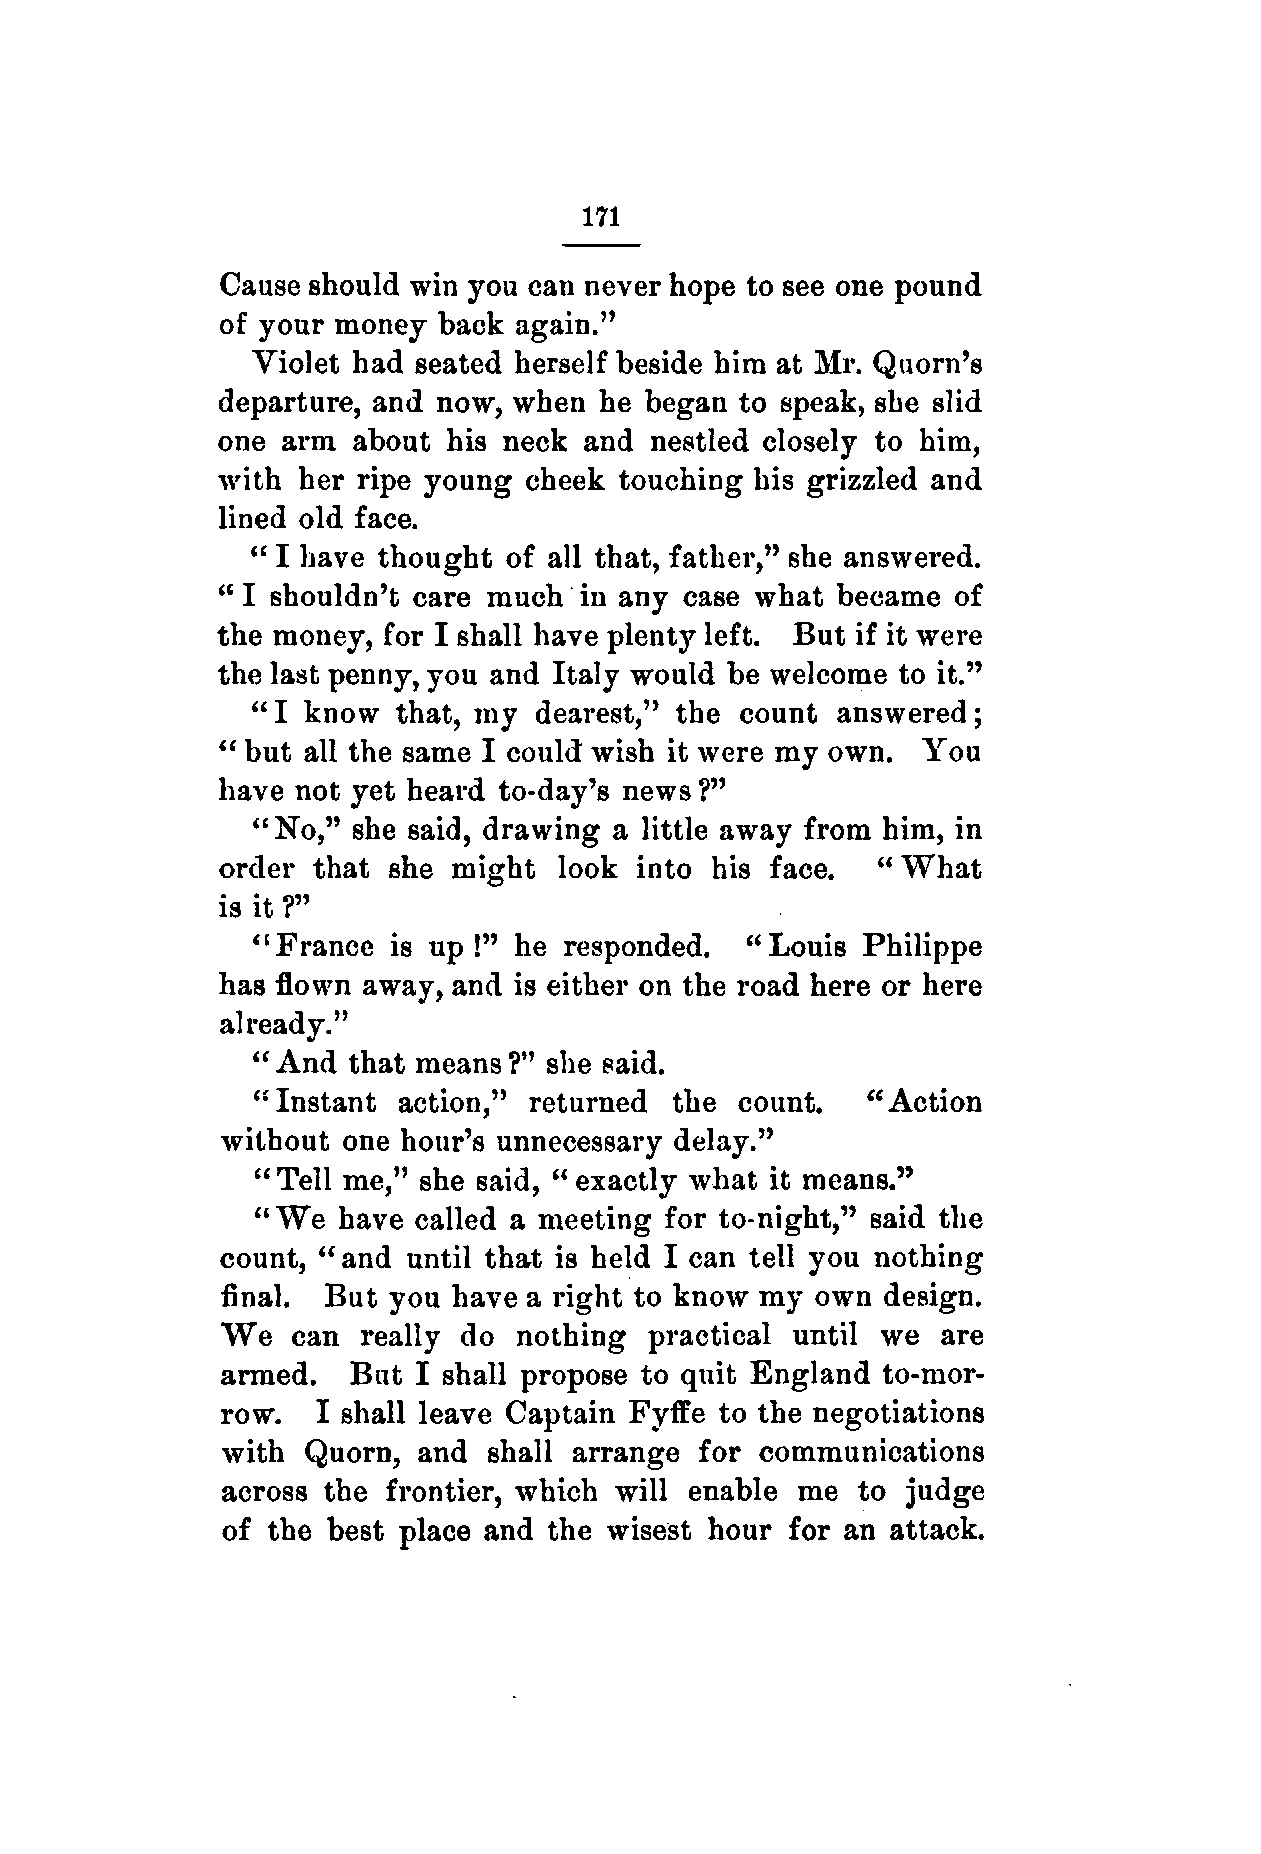 171
Cause should win you can never hope to see one pound
of your money back again."
Violet had seated herself beside him at Mr. Quorn's
departure, and now, when he began to speak, she slid
one arm about his neck and nestled closely to him,
with her ripe young cheek touching his grizzled and
lined old face.
"I have thought of all that, father," she answered.
"I shouldn't care much in any case what became of
the money, for I shall have plenty left. But if it were
the last penny, you and Italy would be welcome to it."
"I know that, my dearest," the count answered;
"but all the same I could wish it were my own. You
have not yet heard to-day's news?"
"No," she said, drawing a little away from him, in
order that she might look into his face. "What
is it?"
"France is up!" he responded. "Louis Philippe
has flown away, and is either on the road here or here
already."
"And that means?" she said.
"Instant action," returned the count. "Action
without one hour's unnecessary delay."
"Tell me," she said, "exactly what it means."
"We have called a meeting for to-night," said the
count, "and until that is held I can tell you nothing
final. But you have a right to know my own design.
We can really do nothing practical until we are
armed. But I shall propose to quit England to-mor-
row. I shall leave Captain Fyffe to the negotiations
with Quorn, and shall arrange for communications
across the frontier, which will enable me to judge
of the best place and the wisest hour for an attack.